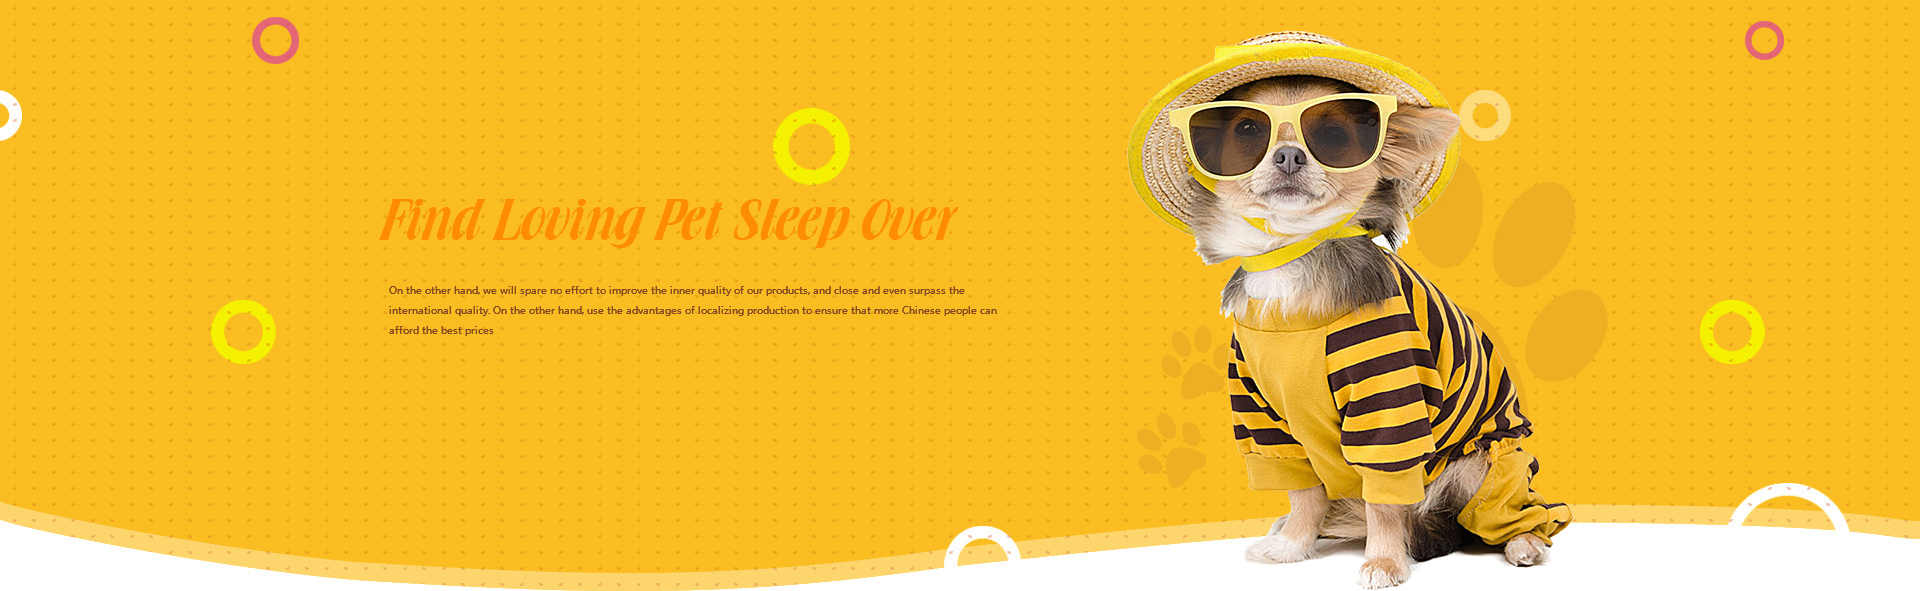 Find Loving Pet Sleep Over
On the other hand, we will spare no effort to improve the inner quality of our products, and close and even surpass the
international quality. On the other hand, use the advantages of localizing production to ensure that more Chinese people can
afford the best prices